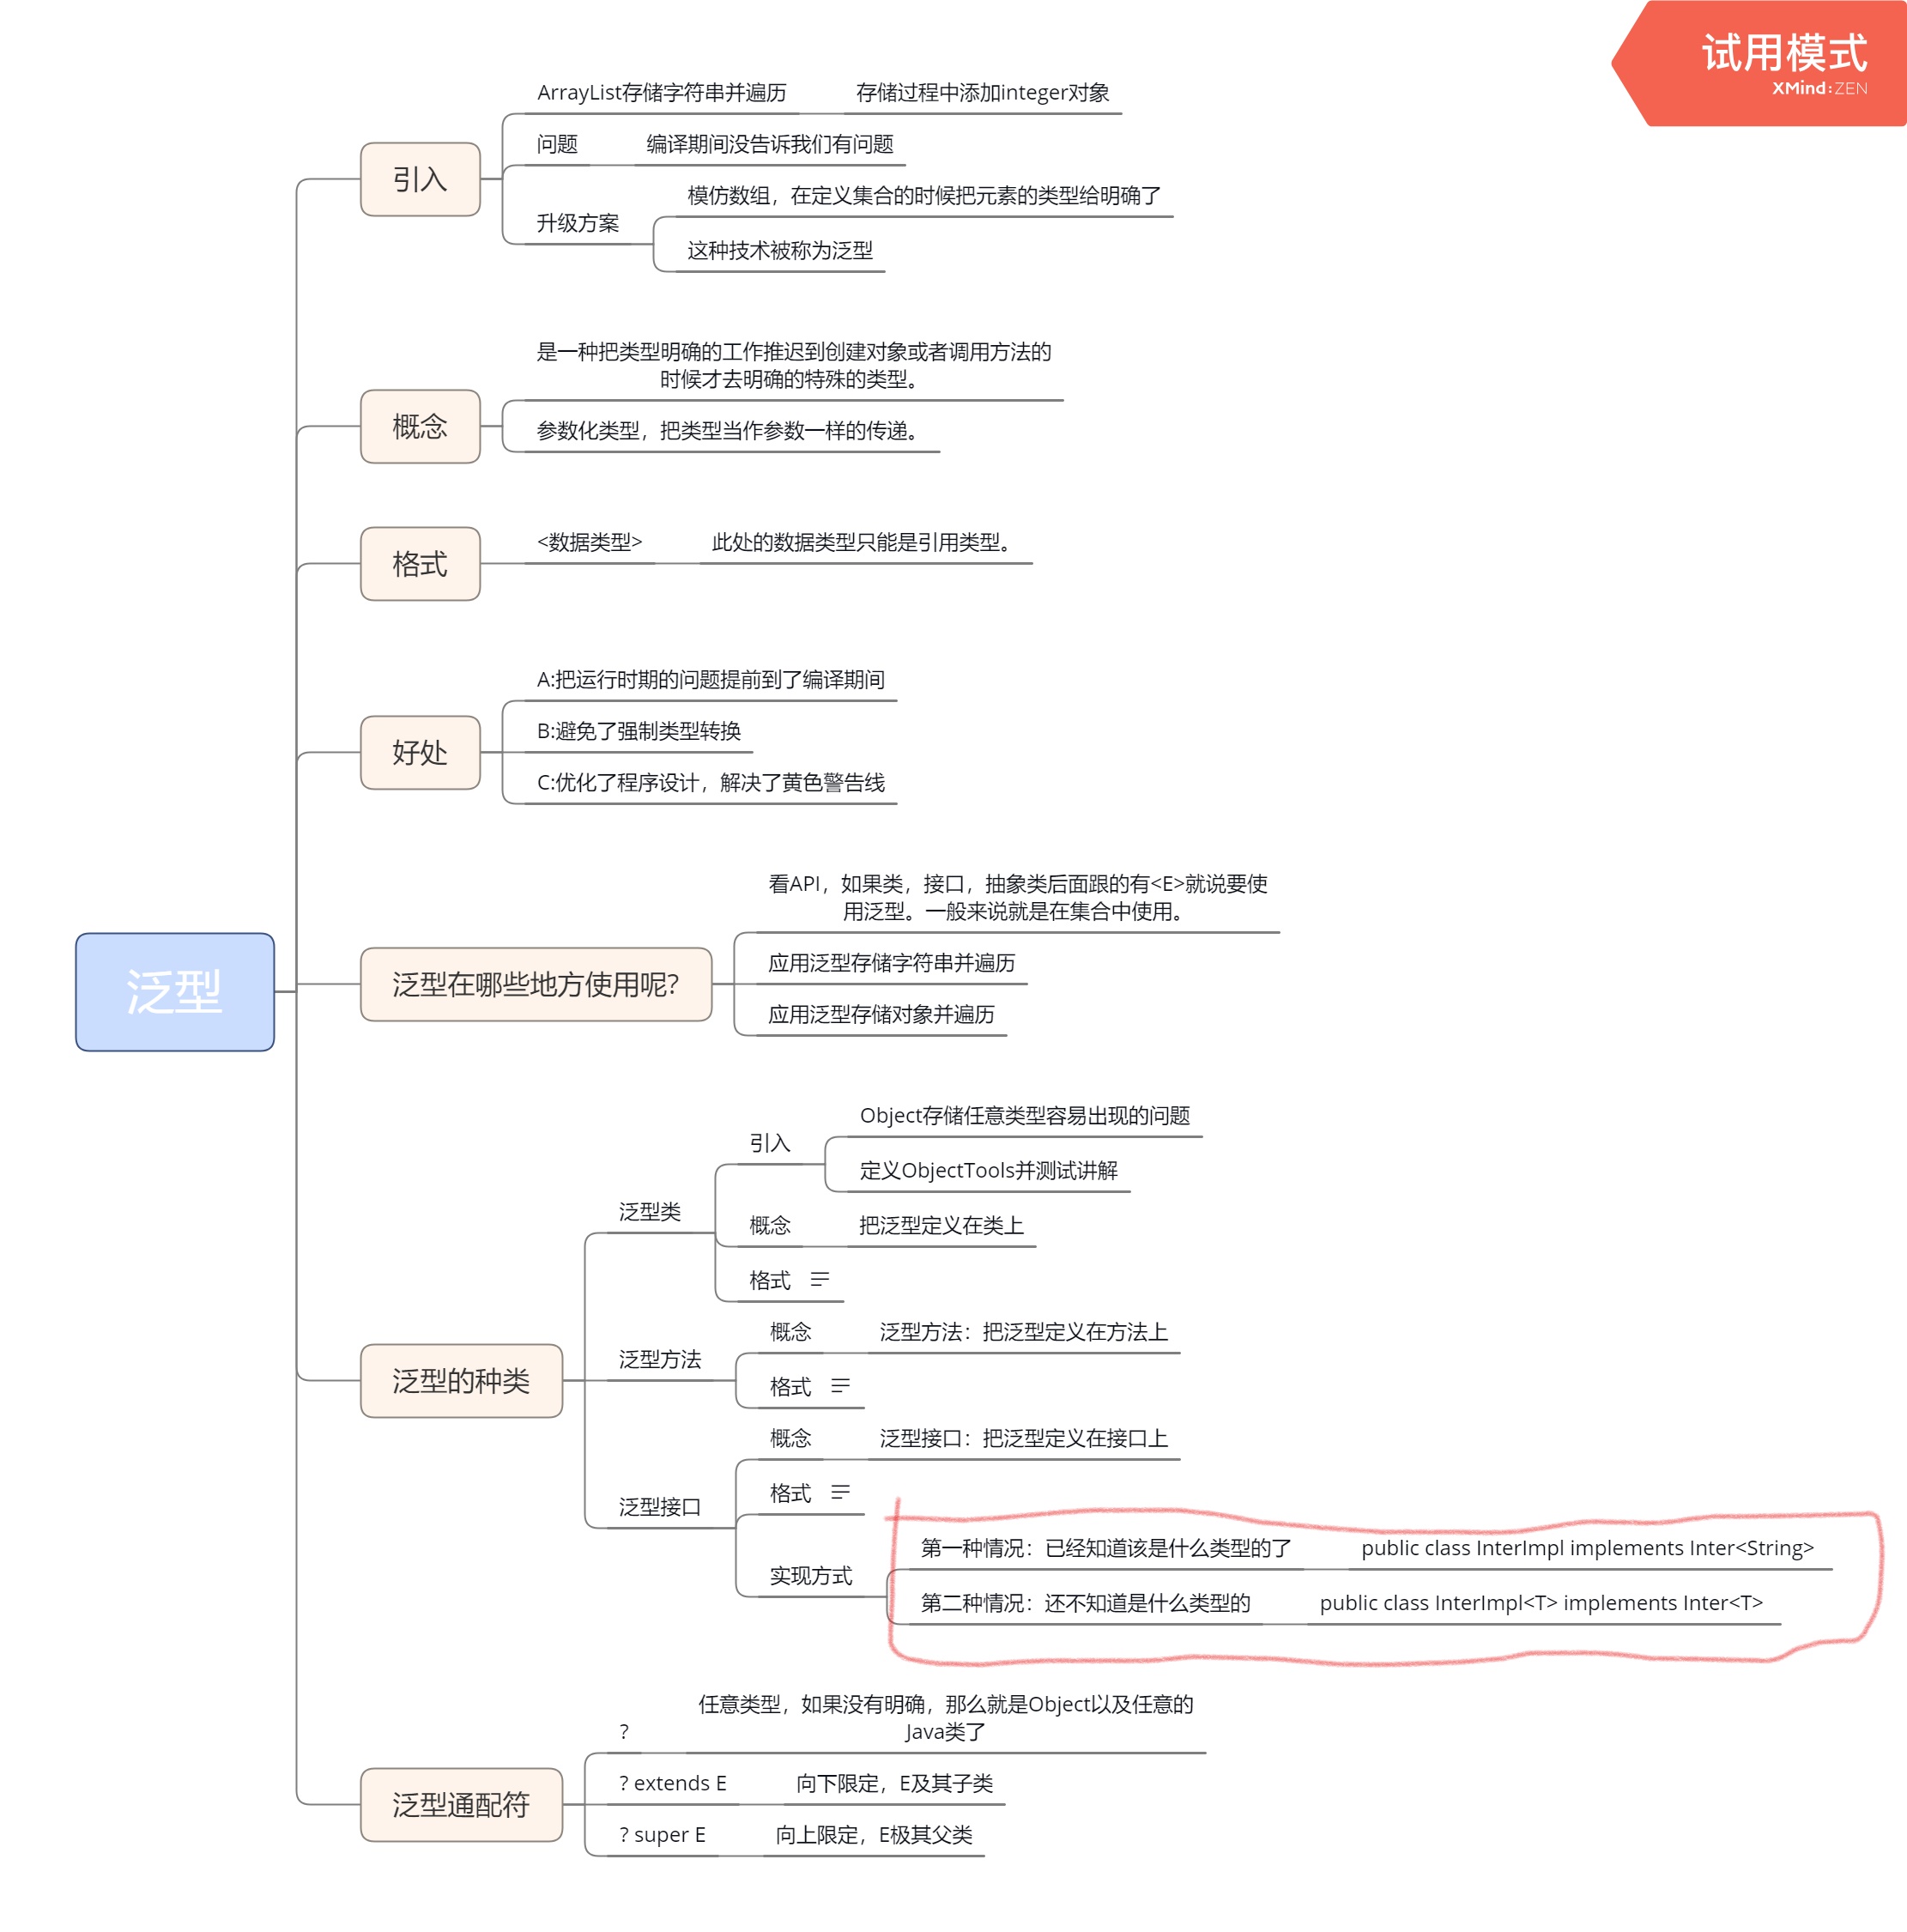 试用模式
XMind:ZEN
泛型
引入
ArrayList存储字符串并遍历
存储过程中添加integer对象
问题
编译期间没告诉我们有问题
升级方案
模仿数组，在定义集合的时候把元素的类型给明确了
这种技术被称为泛型
概念
是一种把类型明确的工作推迟到创建对象或者调用方法的
时候才去明确的特殊的类型。
参数化类型，把类型当作参数一样的传递。
格式
<数据类型>
此处的数据类型只能是引用类型。
好处
A:把运行时期的问题提前到了编译期间
B:避免了强制类型转换
C:优化了程序设计，解决了黄色警告线
泛型在哪些地方使用呢?
看API，如果类，接口，抽象类后面跟的有<E>就说要使
用泛型。一般来说就是在集合中使用。
应用泛型存储字符串并遍历
应用泛型存储对象并遍历
泛型的种类
泛型类
引入
Object存储任意类型容易出现的问题
定义ObjectTools并测试讲解
概念
把泛型定义在类上
格式
泛型方法
概念
泛型方法：把泛型定义在方法上
格式
泛型接口
概念
泛型接口：把泛型定义在接口上
格式
实现方式
第一种情况：已经知道该是什么类型的了
public class InterImpl implements Inter<String>
第二种情况：还不知道是什么类型的
public class InterImpl<T> implements Inter<T>
泛型通配符
?
任意类型，如果没有明确，那么就是Object以及任意的
Java类了
? extends E
向下限定，E及其子类
? super E
向上限定，E极其父类